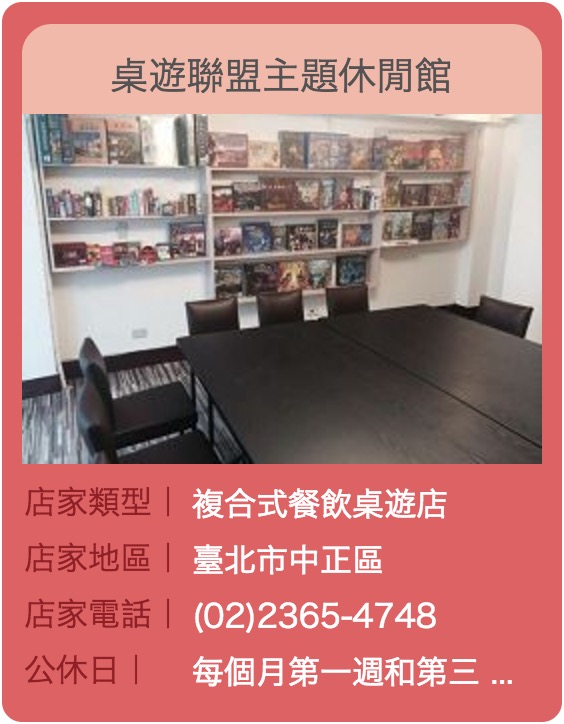 桌遊聯盟主題休閒館
店家類型｜ 複合式餐飲桌遊店
店家地區｜ 臺北市中正區
店家電話｜ (02)2365-4748
公休日｜ 每個月第一週和第三 ...